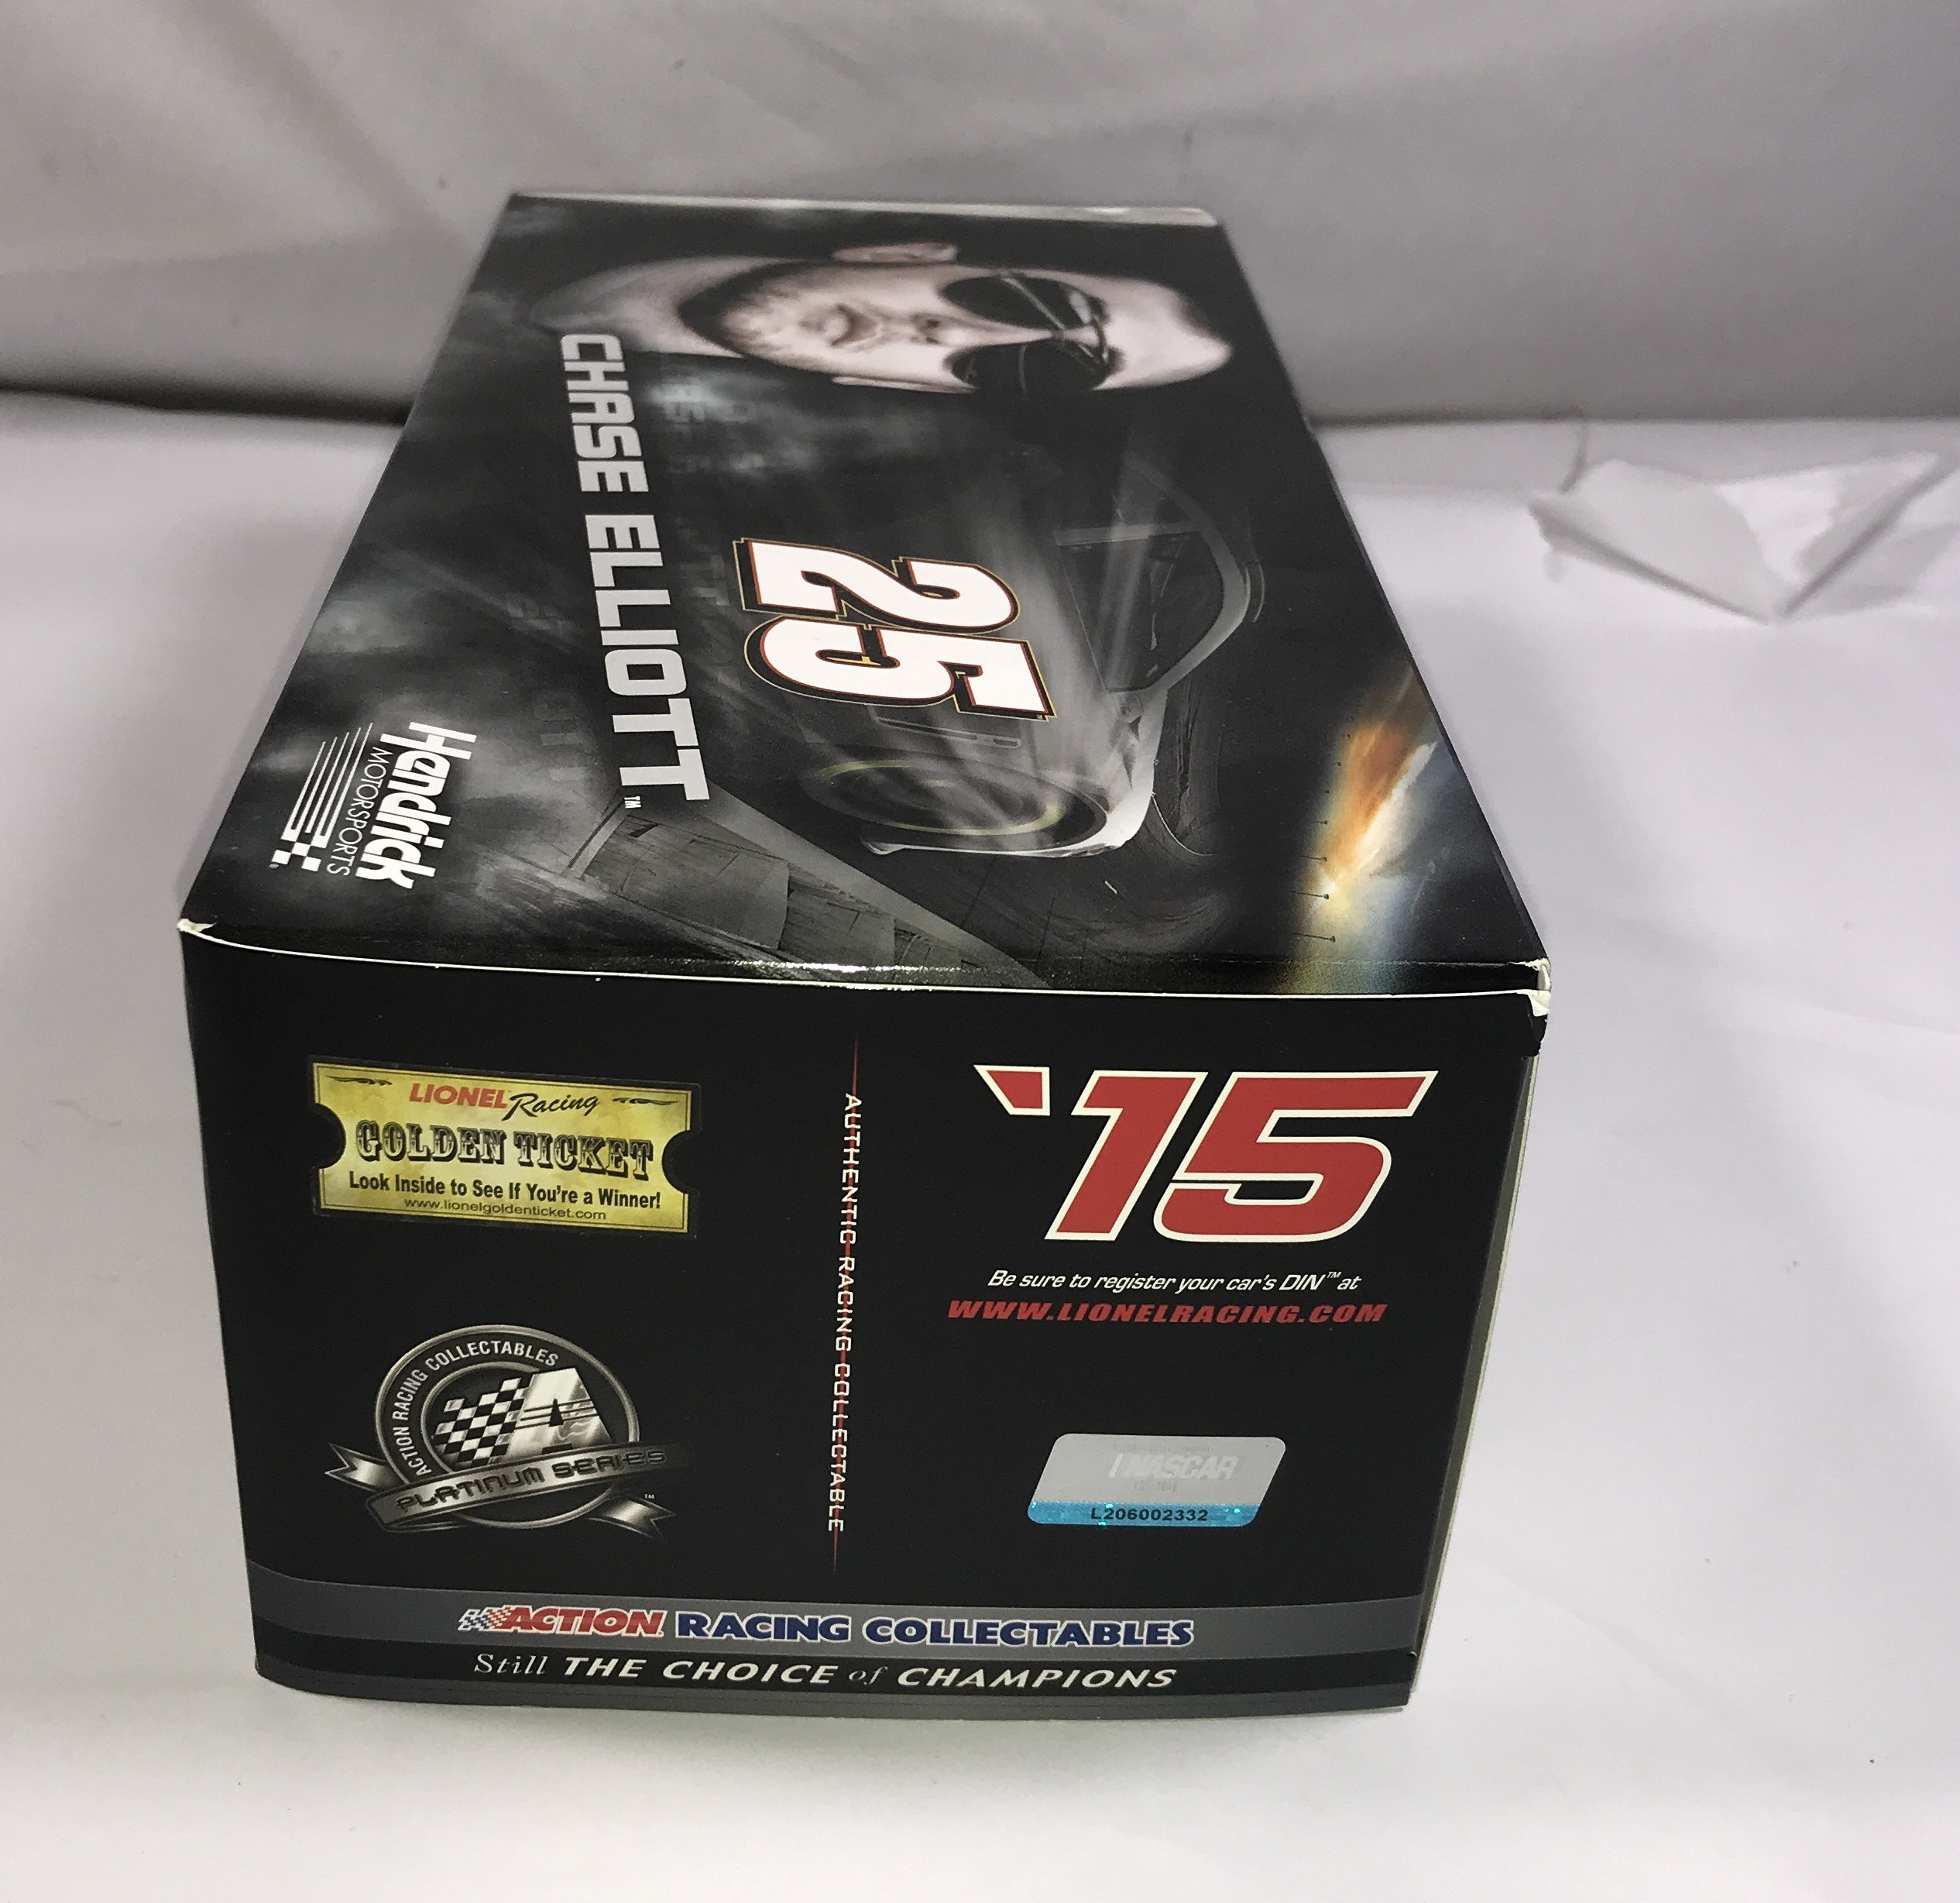 CHASE ELLIOTT™
25
Hendrick
MOTORSPORTS
LIONEL Racing
GOLDEN TICKET
Look Inside to See If You're a Winner!
www.lionelgoldenticket.com
ACTION RACING COLLECTABLES
A
PLATINUM SERIES™
AUTHENTIC RACING COLLECTABLE
'15
Be sure to register your car's DIN™ at
WWW.LIONELRACING.COM
NASCAR
L206002332
ACTION RACING COLLECTABLES
Still THE CHOICE of CHAMPIONS